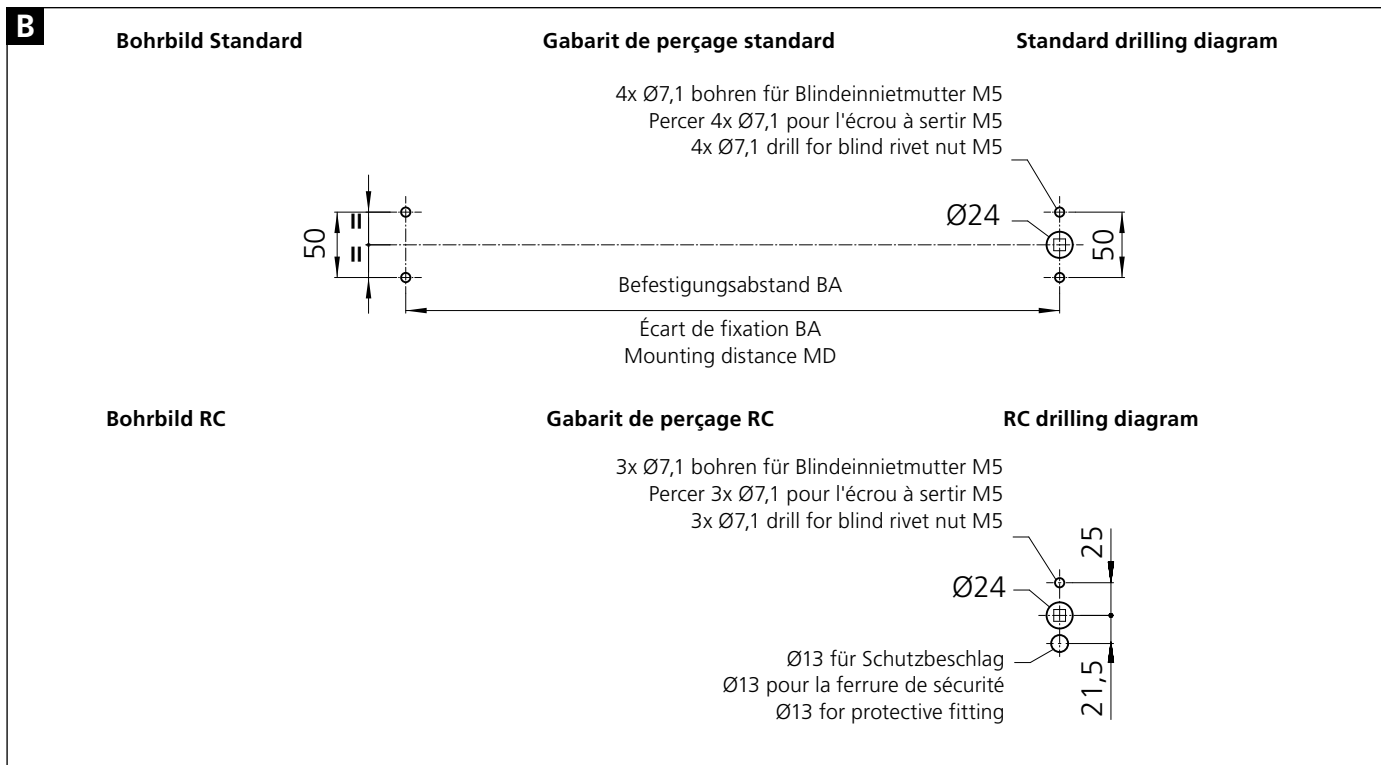 B
Bohrbild Standard
Gabarit de perçage standard
Standard drilling diagram
4x Ø7,1 bohren für Blindeinnietmutter M5
Percer 4x Ø7,1 pour l'écrou à sertir M5
4x Ø7,1 drill for blind rivet nut M5
50
=
=
Ø24
50
Befestigungsabstand BA
Écart de fixation BA
Mounting distance MD
Bohrbild RC
Gabarit de perçage RC
RC drilling diagram
3x Ø7,1 bohren für Blindeinnietmutter M5
Percer 3x Ø7,1 pour l'écrou à sertir M5
3x Ø7,1 drill for blind rivet nut M5
25
Ø24
Ø13 für Schutzbeschlag
Ø13 pour la ferrure de sécurité
Ø13 for protective fitting
21,5